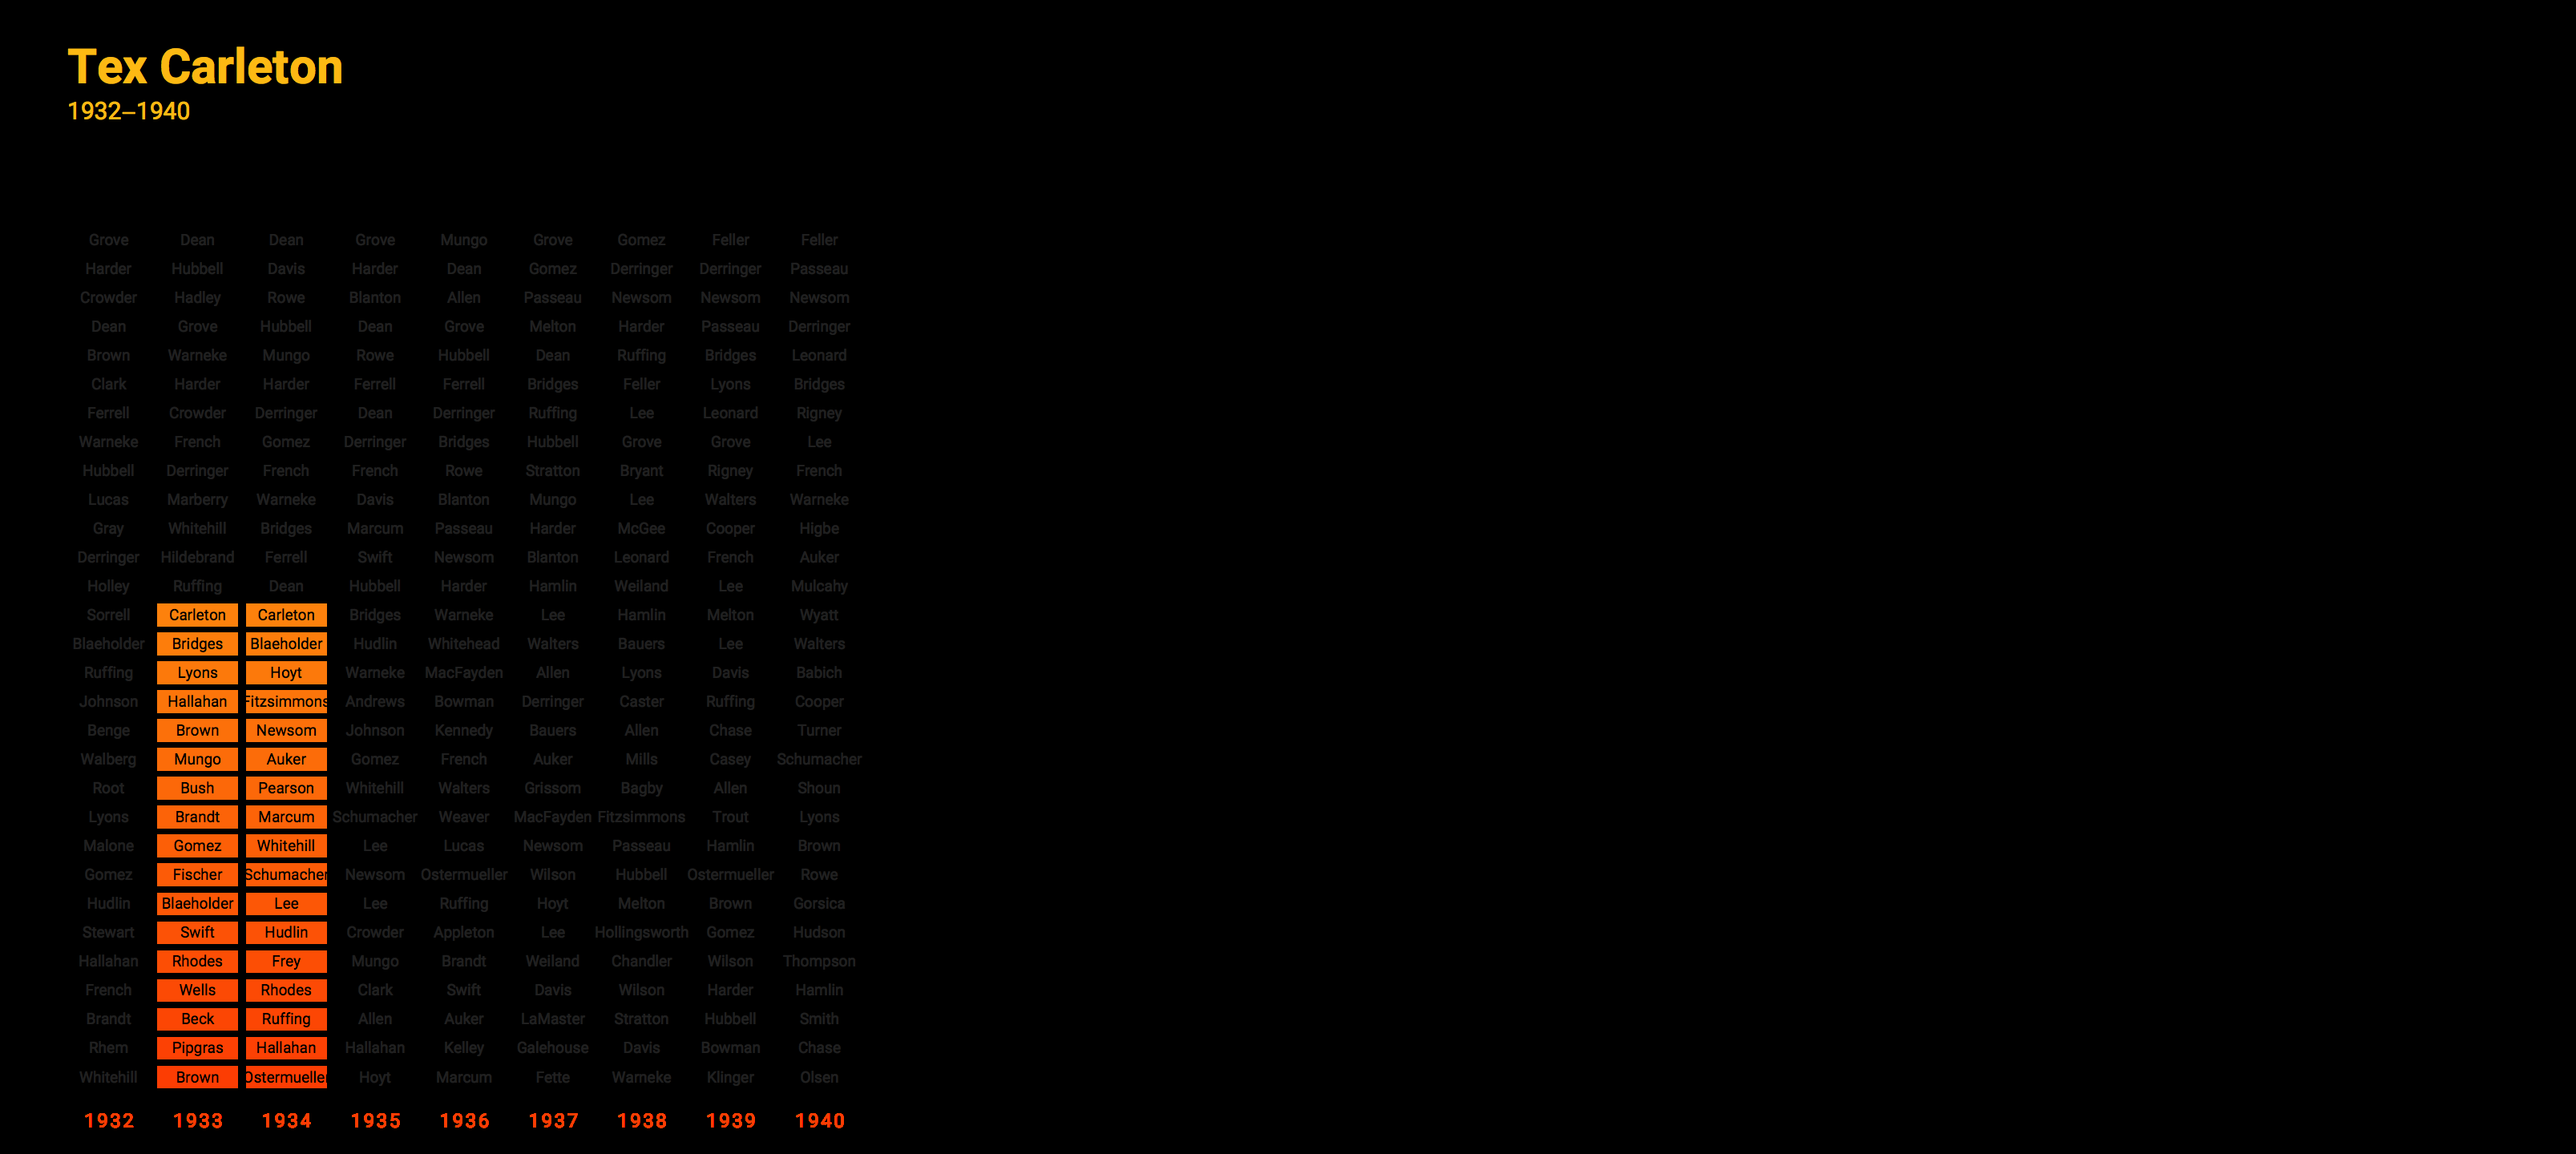 Tex Carleton
1932–1940
Grove Dean Dean Grove Mungo Grove Gomez Feller Feller
Harder Hubbell Davis Harder Dean Gomez Derringer Derringer Passeau
Crowder Hadley Rowe Blanton Allen Passeau Newsom Newsom Newsom
Dean Grove Hubbell Dean Grove Melton Harder Passeau Derringer
Brown Warneke Mungo Rowe Hubbell Dean Ruffing Bridges Leonard
Clark Harder Harder Ferrell Ferrell Bridges Feller Lyons Bridges
Ferrell Crowder Derringer Dean Derringer Ruffing Lee Leonard Rigney
Warneke French Gomez Derringer Bridges Hubbell Grove Grove Lee
Hubbell Derringer French French Rowe Stratton Bryant Rigney French
Lucas Marberry Warneke Davis Blanton Mungo Lee Walters Warneke
Gray Whitehill Bridges Marcum Passeau Harder McGee Cooper Higbe
Derringer Hildebrand Ferrell Swift Newsom Blanton Leonard French Auker
Holley Ruffing Dean Hubbell Harder Hamlin Weiland Lee Mulcahy
Sorrell Carleton Carleton Bridges Warneke Lee Hamlin Melton Wyatt
Blaeholder Bridges Blaeholder Hudlin Whitehead Walters Bauers Lee Walters
Ruffing Lyons Hoyt Warneke MacFayden Allen Lyons Davis Babich
Johnson Hallahan Fitzsimmons Andrews Bowman Derringer Caster Ruffing Cooper
Benge Brown Newsom Johnson Kennedy Bauers Allen Chase Turner
Walberg Mungo Auker Gomez French Auker Mills Casey Schumacher
Root Bush Pearson Whitehill Walters Grissom Bagby Allen Shoun
Lyons Brandt Marcum Schumacher Weaver MacFayden Fitzsimmons Trout Lyons
Malone Gomez Whitehill Lee Lucas Newsom Passeau Hamlin Brown
Gomez Fischer Schumacher Newsom Ostermueller Wilson Hubbell Ostermueller Rowe
Hudlin Blaeholder Lee Lee Ruffing Hoyt Melton Brown Gorsica
Stewart Swift Hudlin Crowder Appleton Lee Hollingsworth Gomez Hudson
Hallahan Rhodes Frey Mungo Brandt Weiland Chandler Wilson Thompson
French Wells Rhodes Clark Swift Davis Wilson Harder Hamlin
Brandt Beck Ruffing Allen Auker LaMaster Stratton Hubbell Smith
Rhem Pipgras Hallahan Hallahan Kelley Galehouse Davis Bowman Chase
Whitehill Brown Ostermueller Hoyt Marcum Fette Warneke Klinger Olsen
1932 1933 1934 1935 1936 1937 1938 1939 1940